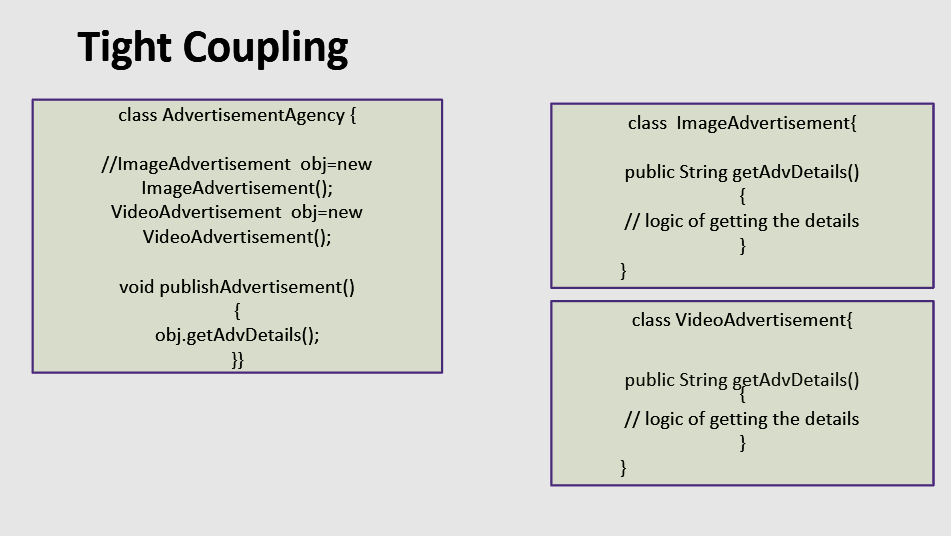 Tight Coupling
class AdvertisementAgency {
//ImageAdvertisement  obj=new
ImageAdvertisement();
VideoAdvertisement  obj=new
VideoAdvertisement();
void publishAdvertisement()
{
obj.getAdvDetails();
}}
class  ImageAdvertisement{
public String getAdvDetails()
{
// logic of getting the details
}
}
class VideoAdvertisement{
public String getAdvDetails()
{
// logic of getting the details
}
}